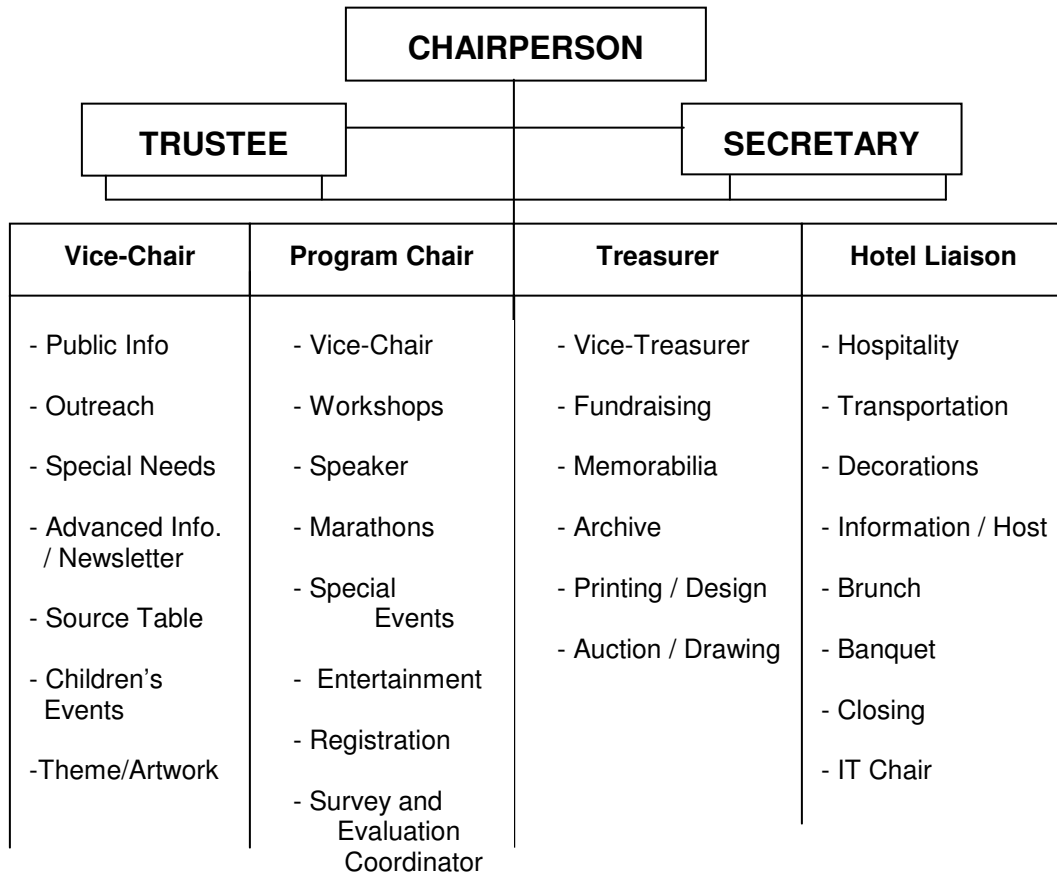 CHAIRPERSON
TRUSTEE
SECRETARY
Vice-Chair
- Public Info
- Outreach
- Special Needs
- Advanced Info.
/ Newsletter
- Source Table
- Children's
Events
-Theme/Artwork
Program Chair
- Vice-Chair
- Workshops
- Speaker
- Marathons
- Special
Events
- Entertainment
- Registration
- Survey and
Evaluation
Coordinator
Treasurer
- Vice-Treasurer
- Fundraising
- Memorabilia
- Archive
- Printing / Design
- Auction / Drawing
Hotel Liaison
- Hospitality
- Transportation
- Decorations
- Information / Host
- Brunch
- Banquet
- Closing
- IT Chair